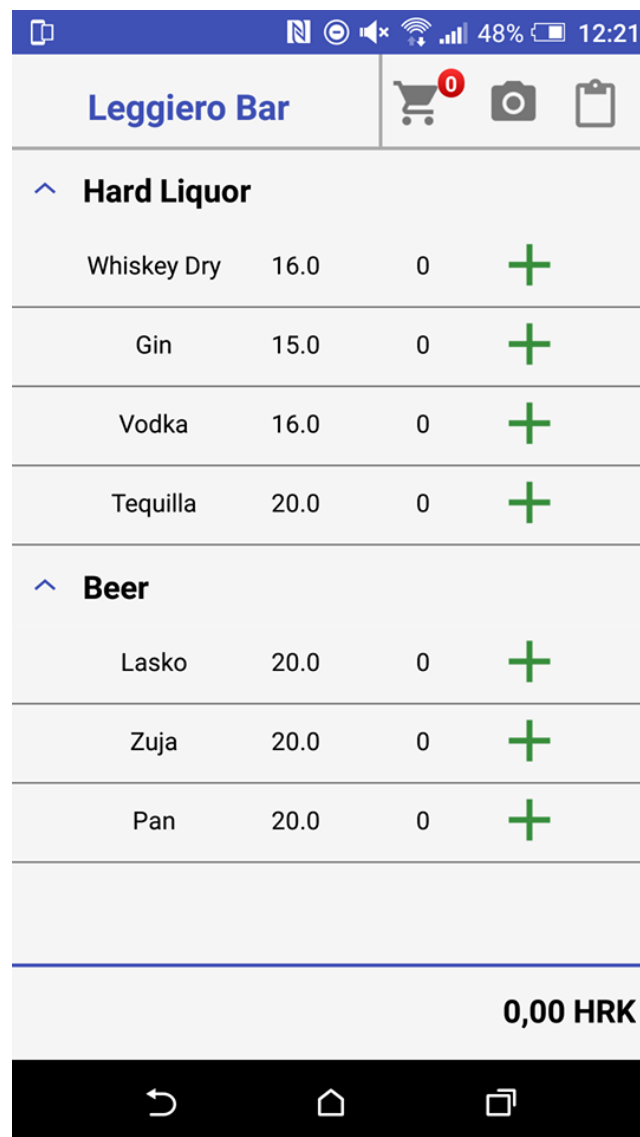 48% 12:21
Leggiero Bar 0
Hard Liquor
Whiskey Dry 16.0 0
Gin 15.0 0
Vodka 16.0 0
Tequilla 20.0 0
Beer
Lasko 20.0 0
Zuja 20.0 0
Pan 20.0 0
0,00 HRK